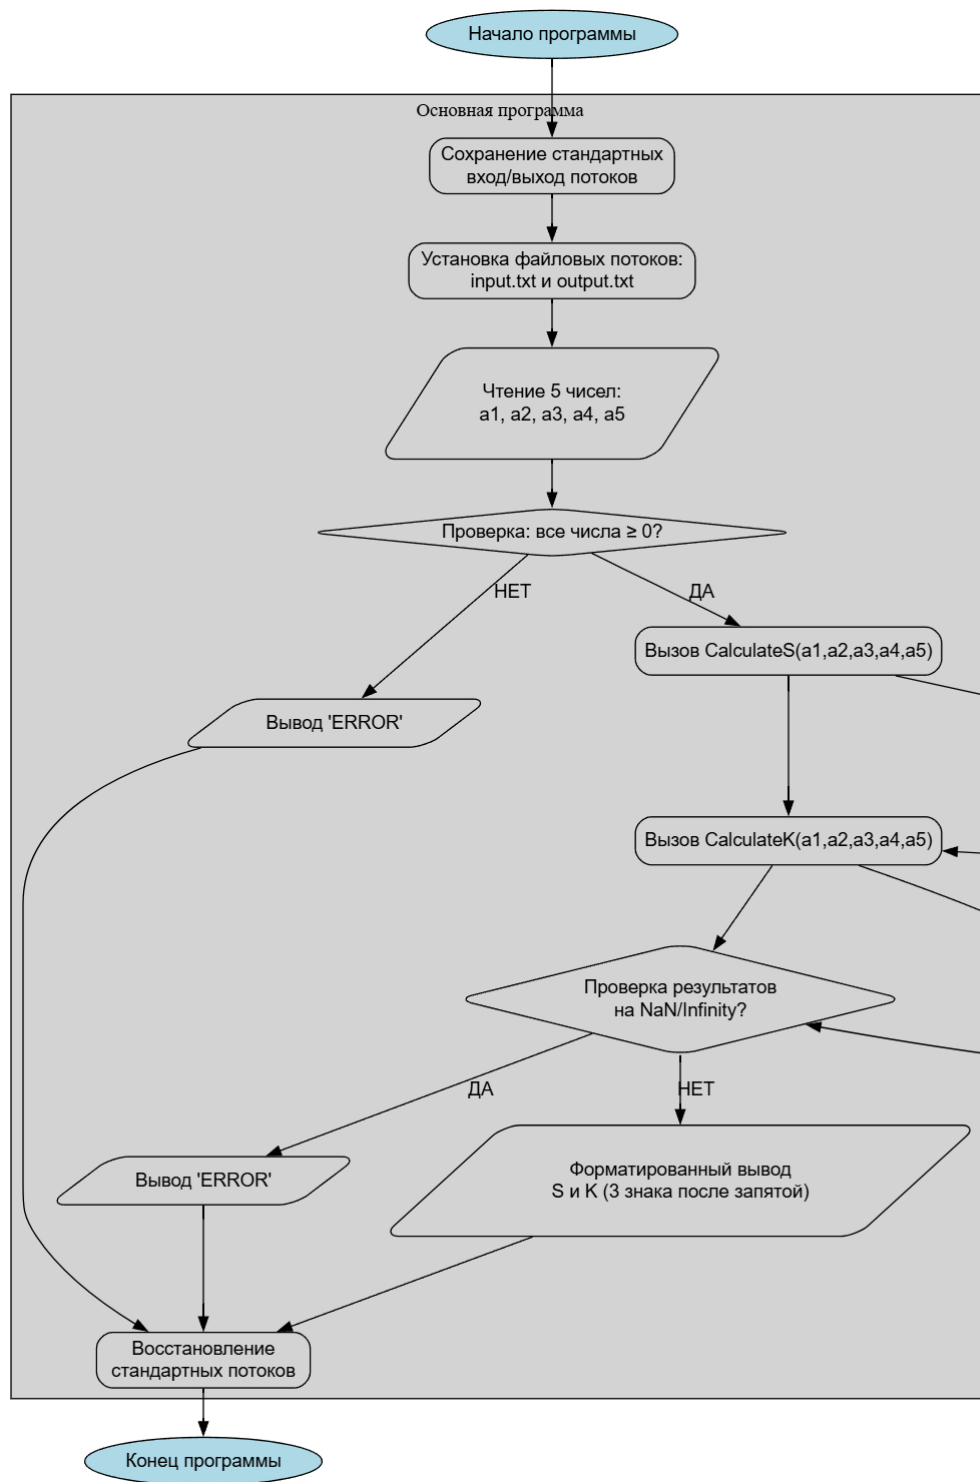 Начало программы
Основная программа
Сохранение стандартных
вход/выход потоков
Установка файловых потоков:
input.txt и output.txt
Чтение 5 чисел:
a1, a2, a3, a4, a5
Проверка: все числа ≥ 0?
НЕТ
ДА
Вызов CalculateS(a1,a2,a3,a4,a5)
Вывод 'ERROR'
Вызов CalculateK(a1,a2,a3,a4,a5)
Проверка результатов
на NaN/Infinity?
ДА
НЕТ
Вывод 'ERROR'
Форматированный вывод
S и K (3 знака после запятой)
Восстановление
стандартных потоков
Конец программы